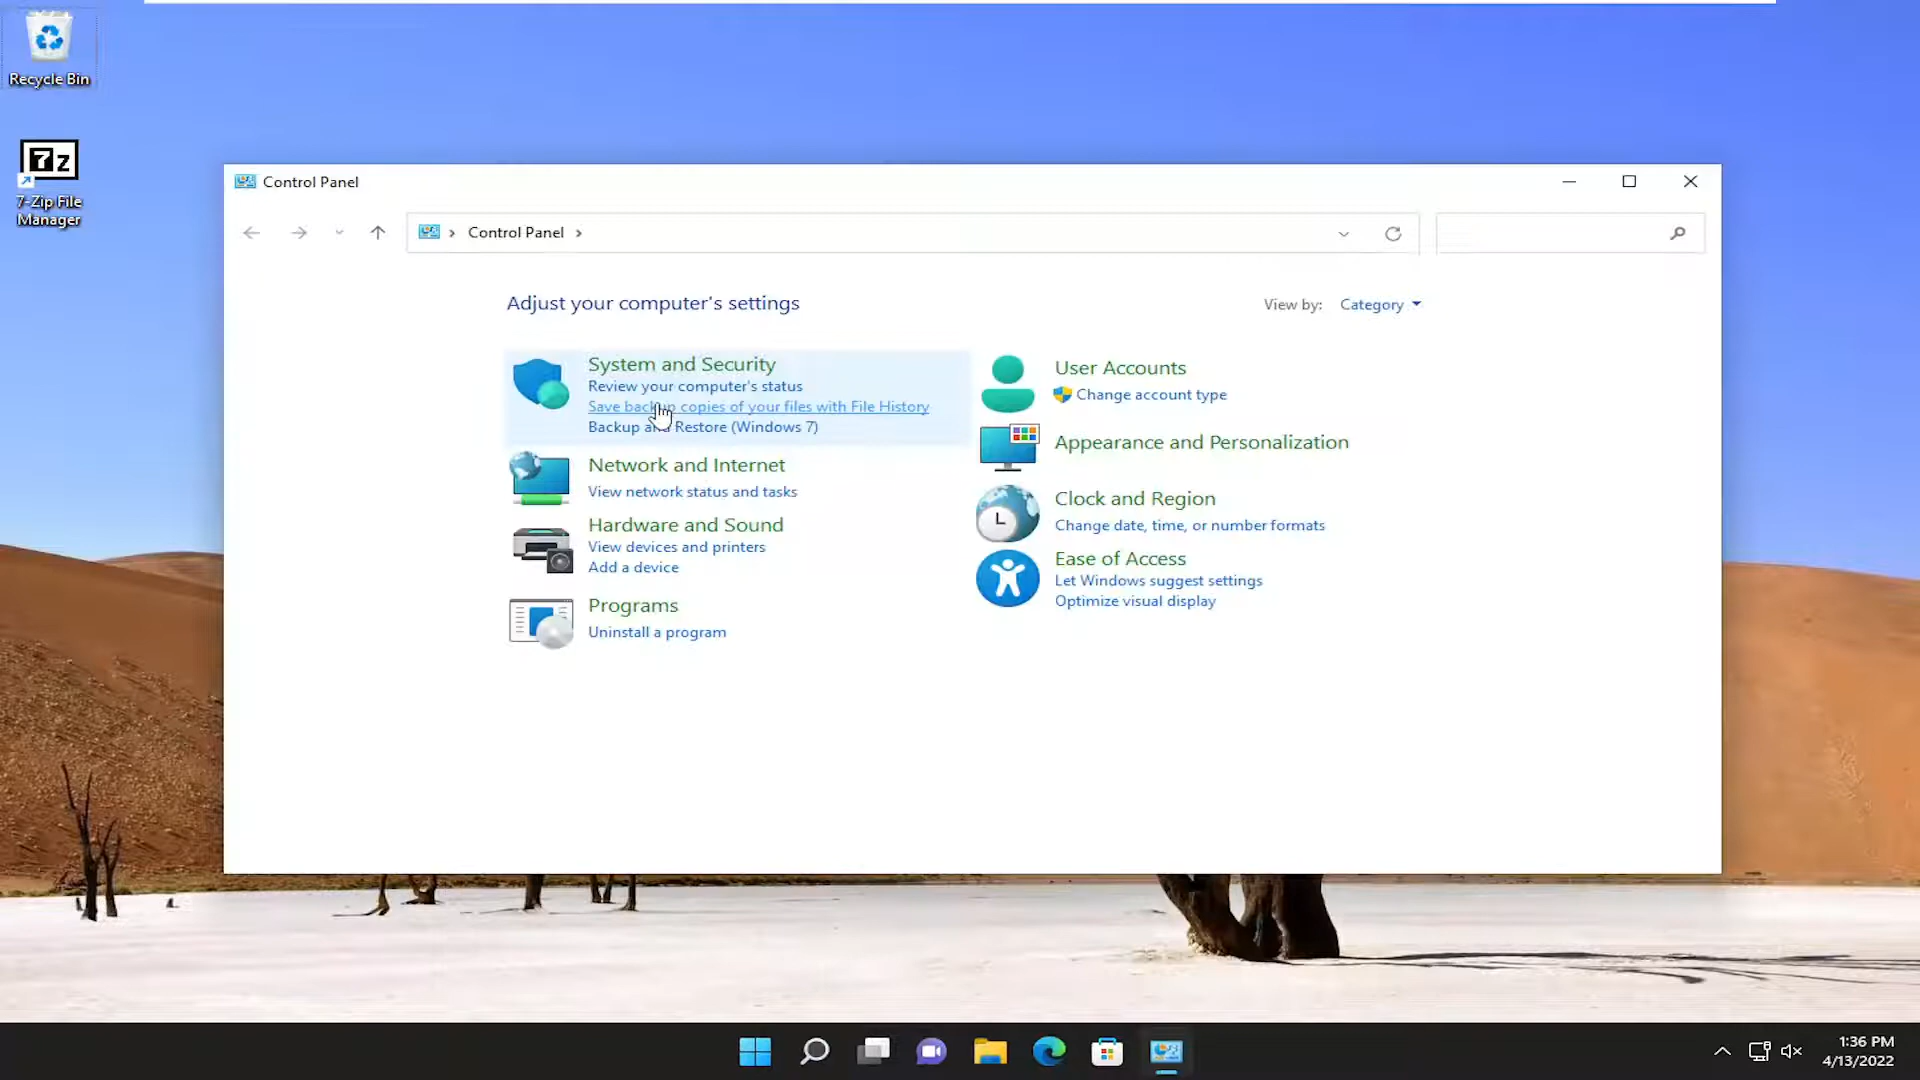 Recycle Bin
7z
7-Zip File
Manager
Control Panel
Control Panel
Adjust your computer's settings
View by: Category
System and Security
Review your computer's status
Save backup copies of your files with File History
Backup and Restore (Windows 7)
Network and Internet
View network status and tasks
Hardware and Sound
View devices and printers
Add a device
Programs
Uninstall a program
User Accounts
Change account type
Appearance and Personalization
Clock and Region
Change date, time, or number formats
Ease of Access
Let Windows suggest settings
Optimize visual display
1:36 PM
4/13/2022